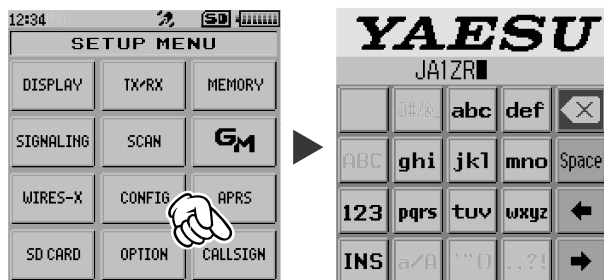 12:34 SD
SETUP MENU
DISPLAY TX/RX MEMORY
SIGNALING SCAN GM
WIRES-X CONFIG APRS
SD CARD OPTION CALLSIGN
YAESU
JA1ZR
abc def
ABC ghi jkl mno Space
123 pqrs tuv wxyz
INS a/A '"() ..?!